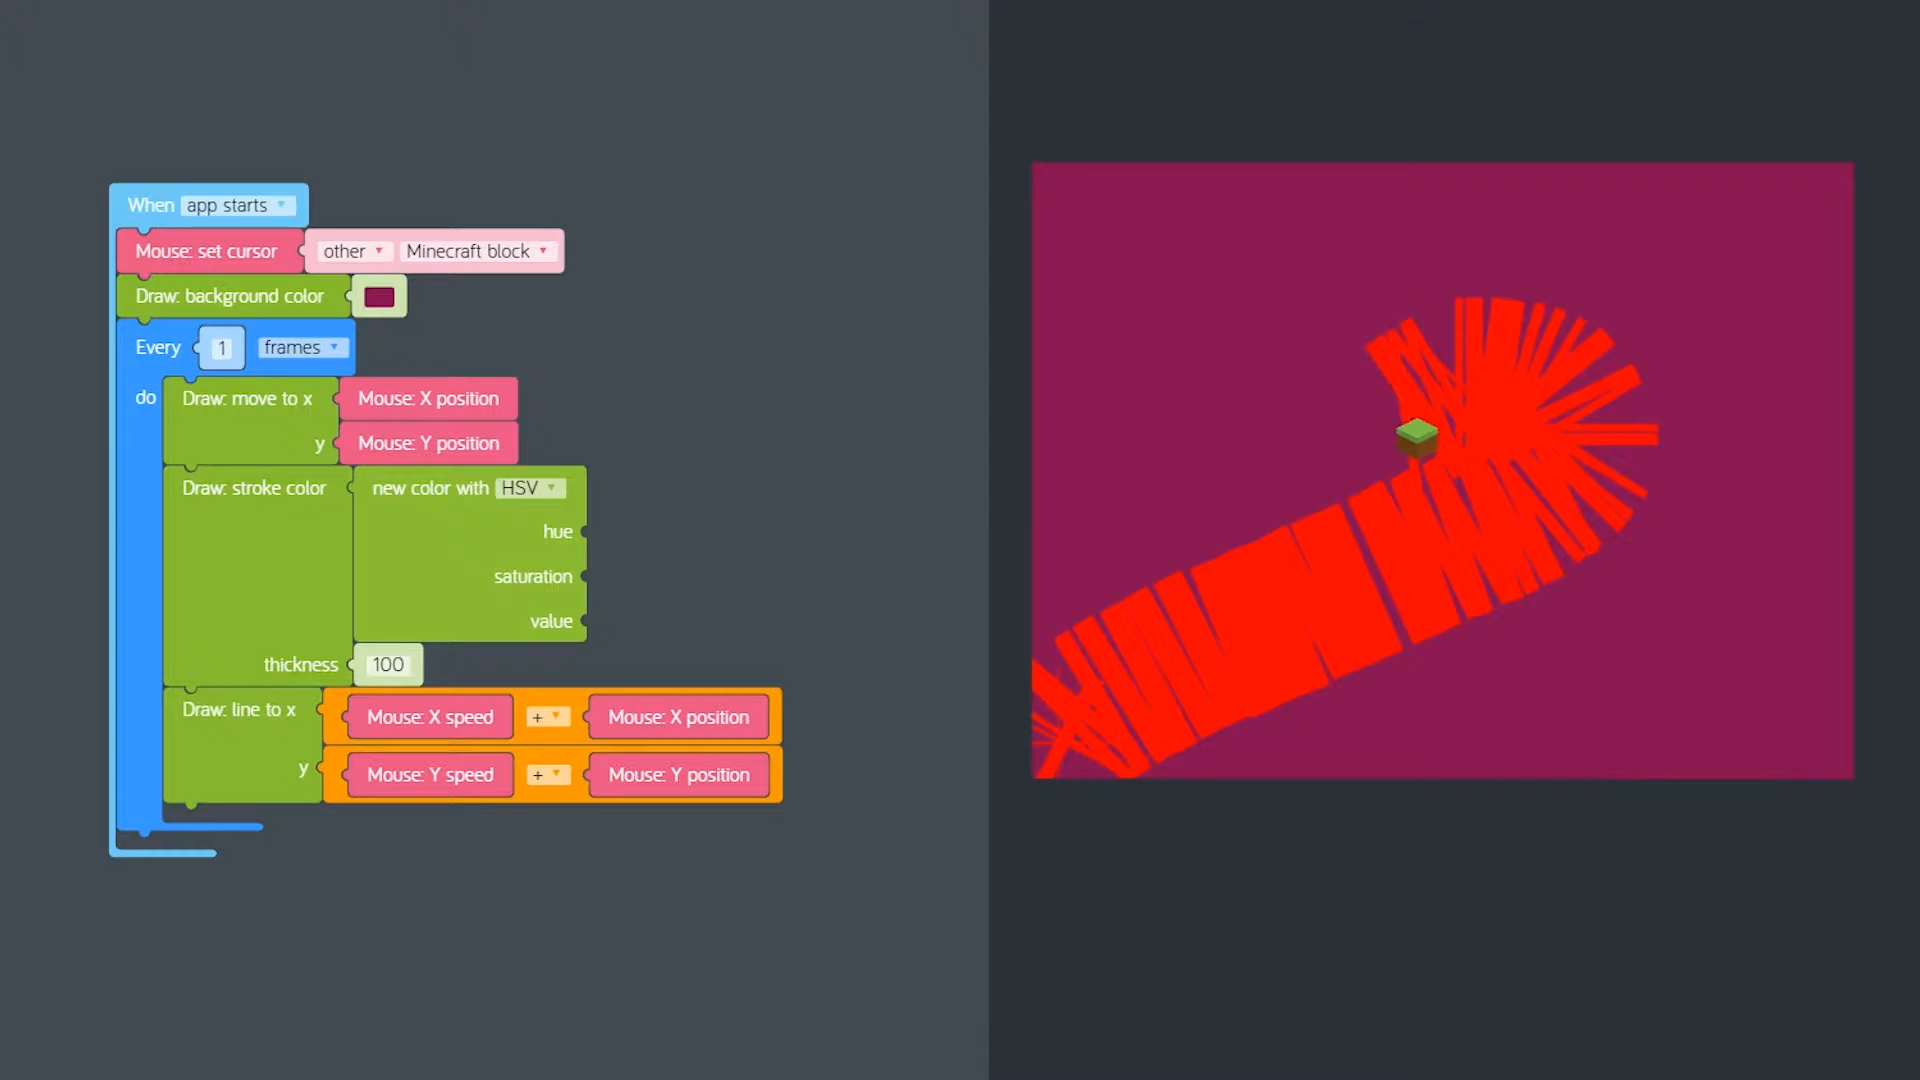 When app starts
Mouse: set cursor other Minecraft block
Draw: background color
Every 1 frames
do Draw: move to x Mouse: X position
y Mouse: Y position
Draw: stroke color new color with HSV
hue
saturation
value
thickness 100
Draw: line to x Mouse: X speed + Mouse: X position
y Mouse: Y speed + Mouse: Y position